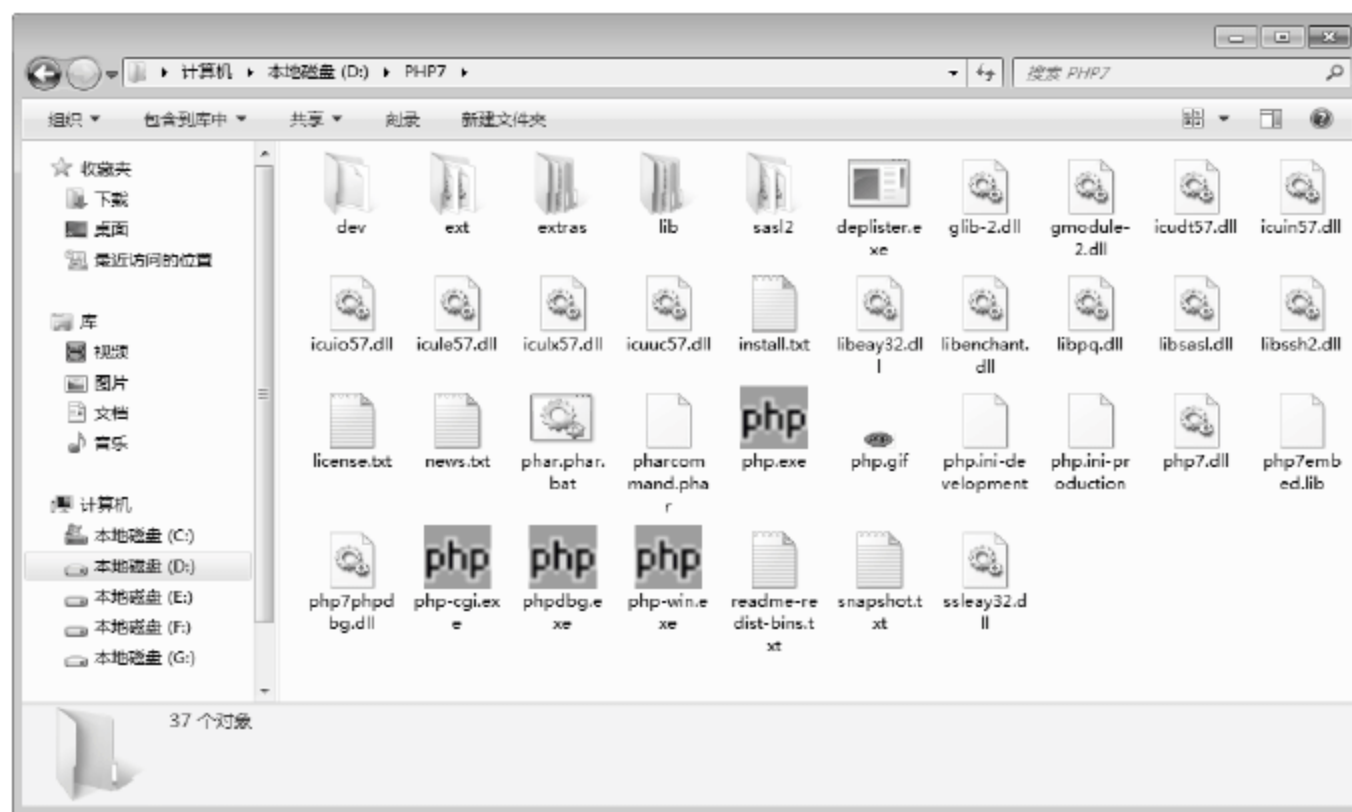 计算机 本地磁盘 (D:) PHP7
搜索 PHP7
组织 包含到库中 共享 刻录 新建文件夹
收藏夹
下载
桌面
最近访问的位置
库
视频
图片
文档
音乐
计算机
本地磁盘 (C:)
本地磁盘 (D:)
本地磁盘 (E:)
本地磁盘 (F:)
本地磁盘 (G:)
dev ext extras lib sasl2 deplister.e glib-2.dll gmodule- icudt57.dll icuin57.dll
xe 2.dll
icuio57.dll icule57.dll iculx57.dll icuuc57.dll install.txt libeay32.dl libenchant. libpq.dll libsasl.dll libssh2.dll
l dll
php
license.txt news.txt phar.phar. pharcom php.exe php.gif php.ini-de php.ini-pr php7.dll php7emb
bat mmand.pha velopment oduction ed.lib
r
php php php
php7phpd php-cgi.ex phpdbg.e php-win.e readme-re snapshot.t ssleay32.d
bg.dll e xe xe dist-bins.t xt ll
xt
37 个对象